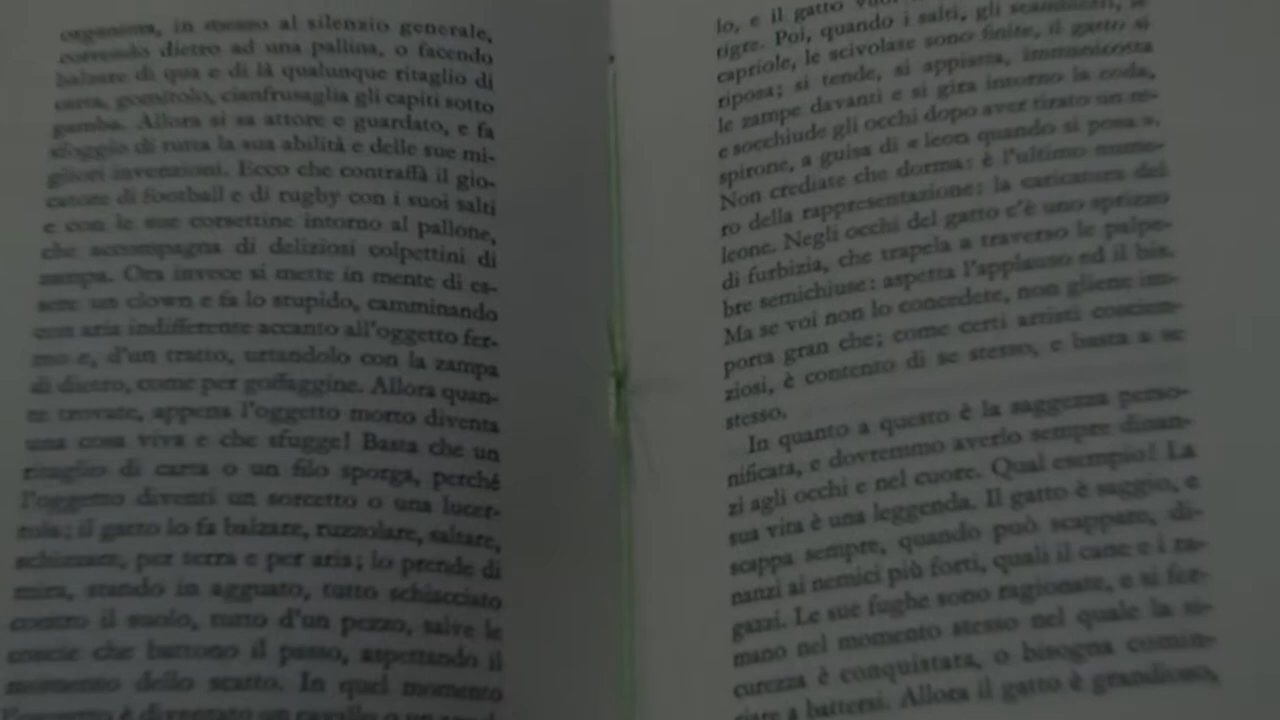 organista, in mezzo al silenzio generale,
correndo dietro ad una pallina, o facendo
balzare di qua e di là qualunque ritaglio di
carta, gomitolo, cianfrusaglia gli capiti sotto
gamba. Allora si sa attore e guardato, e fa
sfoggio di tutta la sua abilità e delle sue mi-
gliori invenzioni. Ecco che contraffà il gio-
catore di football e di rugby con i suoi salti
e con le sue corsettine intorno al pallone,
che accompagna di deliziosi colpettini di
zampa. Ora invece si mette in mente di es-
sere un clown e fa lo stupido, camminando
con aria indifferente accanto all'oggetto fer-
mo e, d'un tratto, urtandolo con la zampa
di dietro, come per goffaggine. Allora quan-
te trovate, appena l'oggetto morto diventa
una cosa viva e che sfugge! Basta che un
ritaglio di carta o un filo sporga, perché
l'oggetto diventi un sorcetto o una lucer-
tola; il gatto lo fa balzare, ruzzolare, saltare,
schizzare, per terra e per aria; lo prende di
mira, stando in agguato, tutto schiacciato
contro il suolo, tutto d'un pezzo, salve le
coscie che battono il passo, aspettando il
momento dello scatto. In quel momento
l'oggetto è diventato un cavallo o un
lo, e il gatto vuol
tigre. Poi, quando i salti, gli sgambetti, le
capriole, le scivolate sono finite, il gatto si
riposa; si tende, si appiatta, immusonisce
le zampe davanti e si gira intorno la coda,
e socchiude gli occhi dopo aver tirato un re-
spirone, a guisa di « leon quando si posa ».
Non crediate che dorma: è l'ultimo nume-
ro della rappresentazione: la caricatura del
leone. Negli occhi del gatto c'è uno sprizzo
di furbizia, che trapela a traverso le palpe-
bre semichiuse: aspetta l'applauso ed il bis.
Ma se voi non lo concedete, non gliene im-
porta gran che; come certi artisti coscien-
ziosi, è contento di se stesso, e basta a se
stesso.
In quanto a questo è la saggezza perso-
nificata, e dovremmo averlo sempre dinan-
zi agli occhi e nel cuore. Qual esempio! La
sua vita è una leggenda. Il gatto è saggio, e
scappa sempre, quando può scappare, di-
nanzi ai nemici più forti, quali il cane e i ra-
gazzi. Le sue fughe sono ragionate, e si fer-
mano nel momento stesso nel quale la si-
curezza è conquistata, o bisogna comin-
ciare a battersi. Allora il gatto è grandioso,